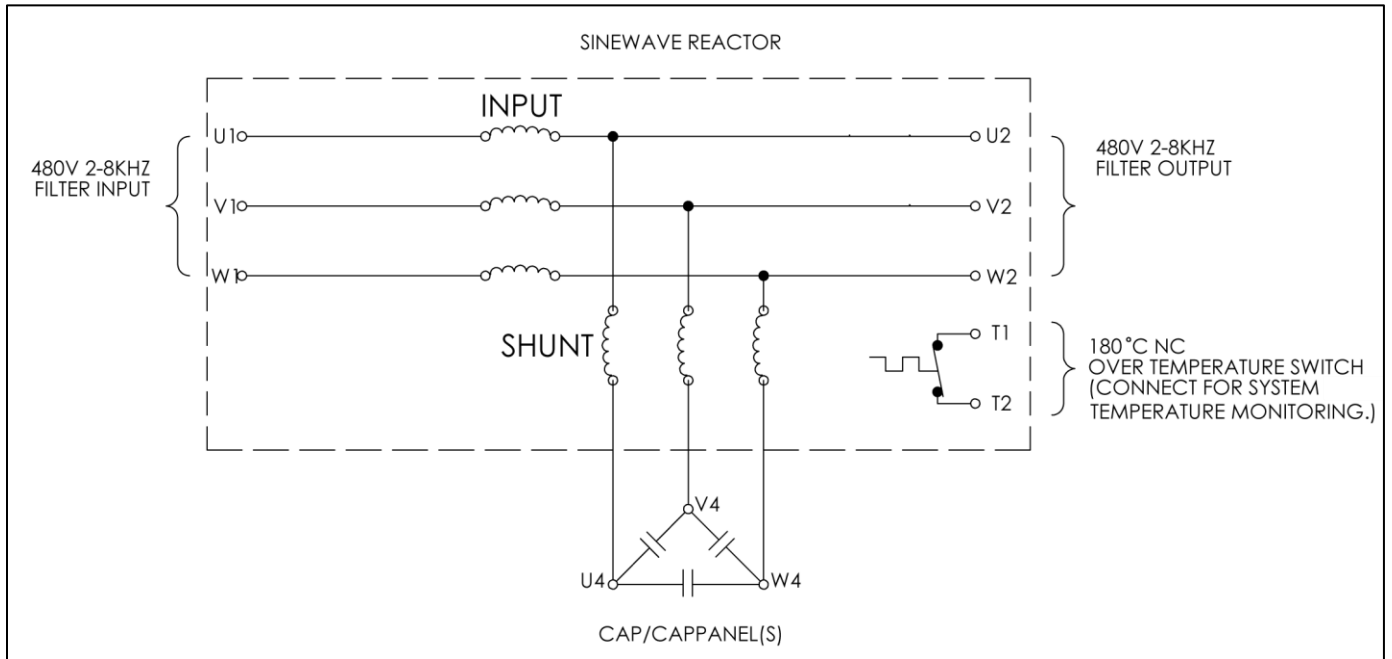 SINEWAVE REACTOR
INPUT
U1
U2
480V 2-8KHZ
FILTER INPUT
480V 2-8KHZ
FILTER OUTPUT
V1
V2
W1
W2
SHUNT
T1
T2
180°C NC
OVER TEMPERATURE SWITCH
(CONNECT FOR SYSTEM
TEMPERATURE MONITORING.)
V4
U4
W4
CAP/CAPPANEL(S)